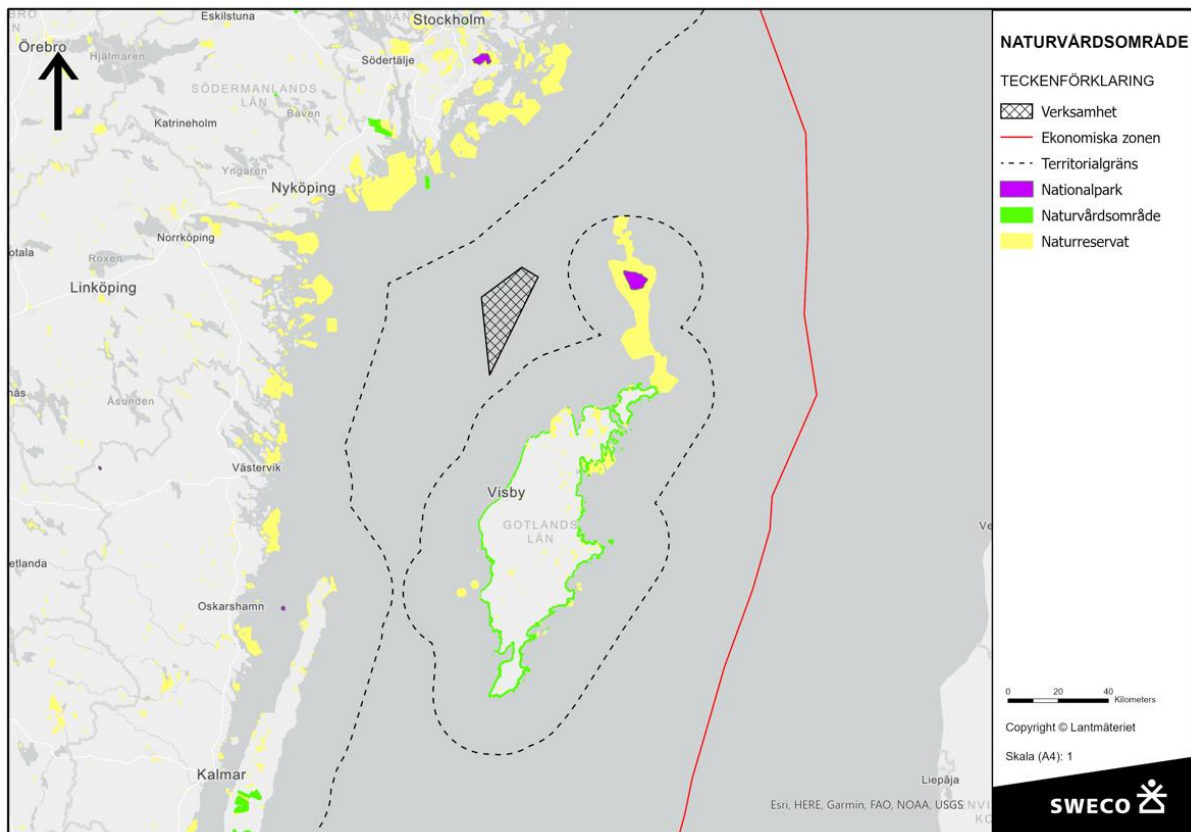 Eskilstuna
LÄN
Stockholm
Örebro
Hjälmaren
Södertälje
SÖDERMANLANDS
LÄN
Båven
Katrineholm
Yngaren
Nyköping
Norrköping
Roxen
Linköping
Åsunden
Västervik
Visby
GOTLANDS
LÄN
Oskarshamn
Kalmar
Liepāja
Esri, HERE, Garmin, FAO, NOAA, USGS
NATURVÅRDSOMRÅDE
TECKENFÖRKLARING
Verksamhet
Ekonomiska zonen
Territorialgräns
Nationalpark
Naturvårdsområde
Naturreservat
0 20 40
Kilometers
Copyright © Lantmäteriet
Skala (A4): 1
SWECO